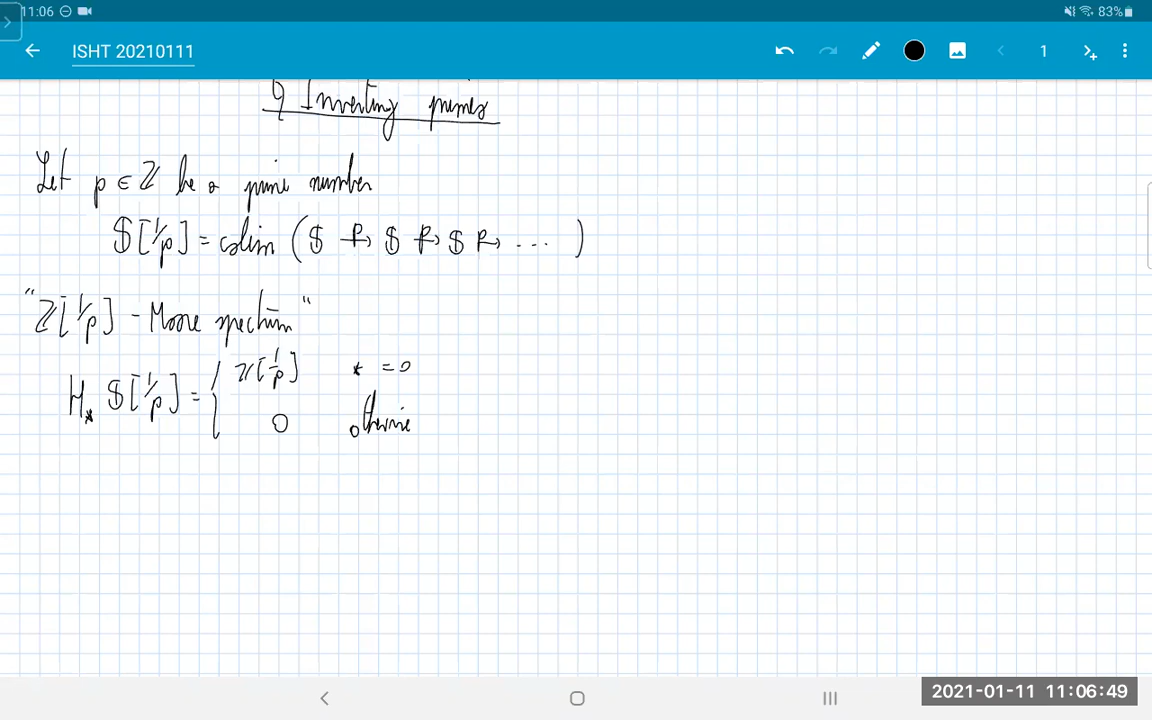 11:06
83%
ISHT 20210111
1
§ Inverting primes
Let p ∈ ℤ be a prime number
𝕊[1/p] = colim (𝕊 –p→ 𝕊 –p→ 𝕊 –p→ ... )
"ℤ[1/p] - Moore spectrum"
H_* 𝕊[1/p] = { ℤ[1/p] * = 0
0 otherwise
2021-01-11 11:06:49